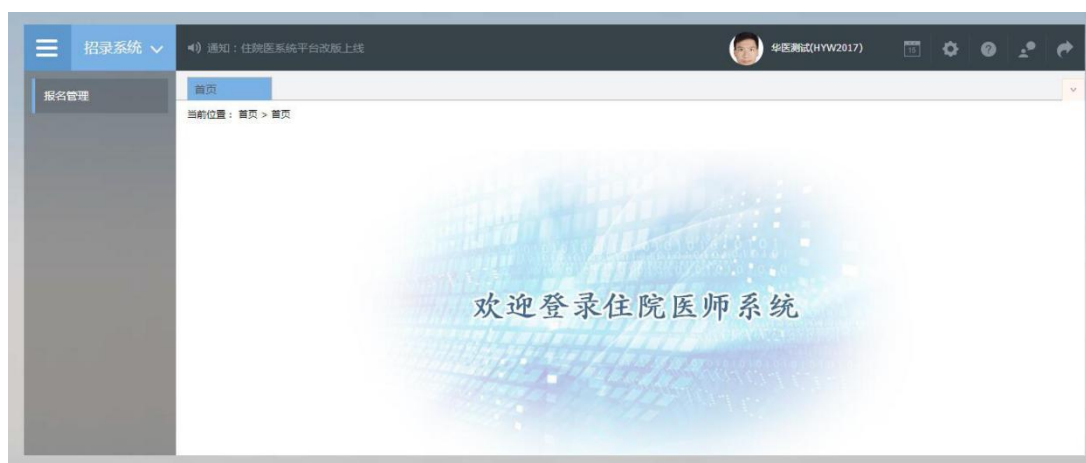 招录系统
通知：住院医系统平台改版上线
华医测试(HYW2017)
15
报名管理
首页
当前位置： 首页 > 首页
欢迎登录住院医师系统